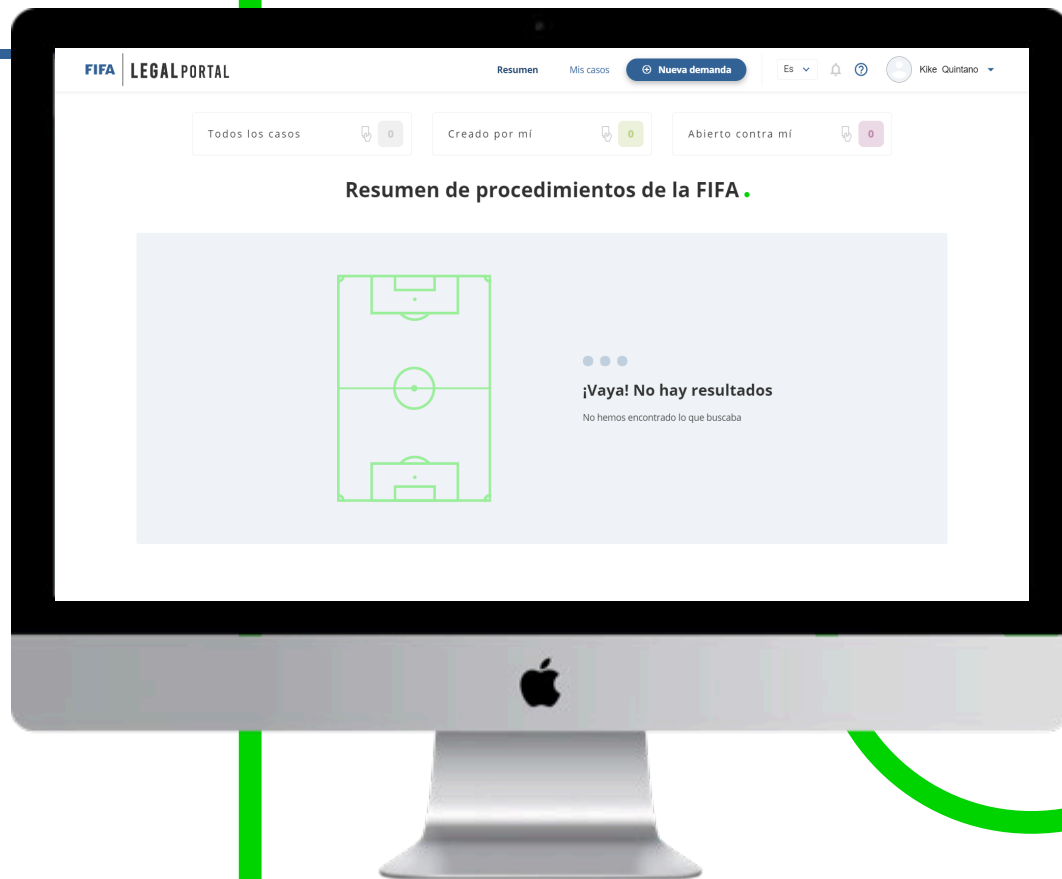 FIFA LEGAL PORTAL Resumen Mis casos Nueva demanda Es ? Kike Quintano
Todos los casos 0 Creado por mí 0 Abierto contra mí 0
Resumen de procedimientos de la FIFA.
¡Vaya! No hay resultados
No hemos encontrado lo que buscaba